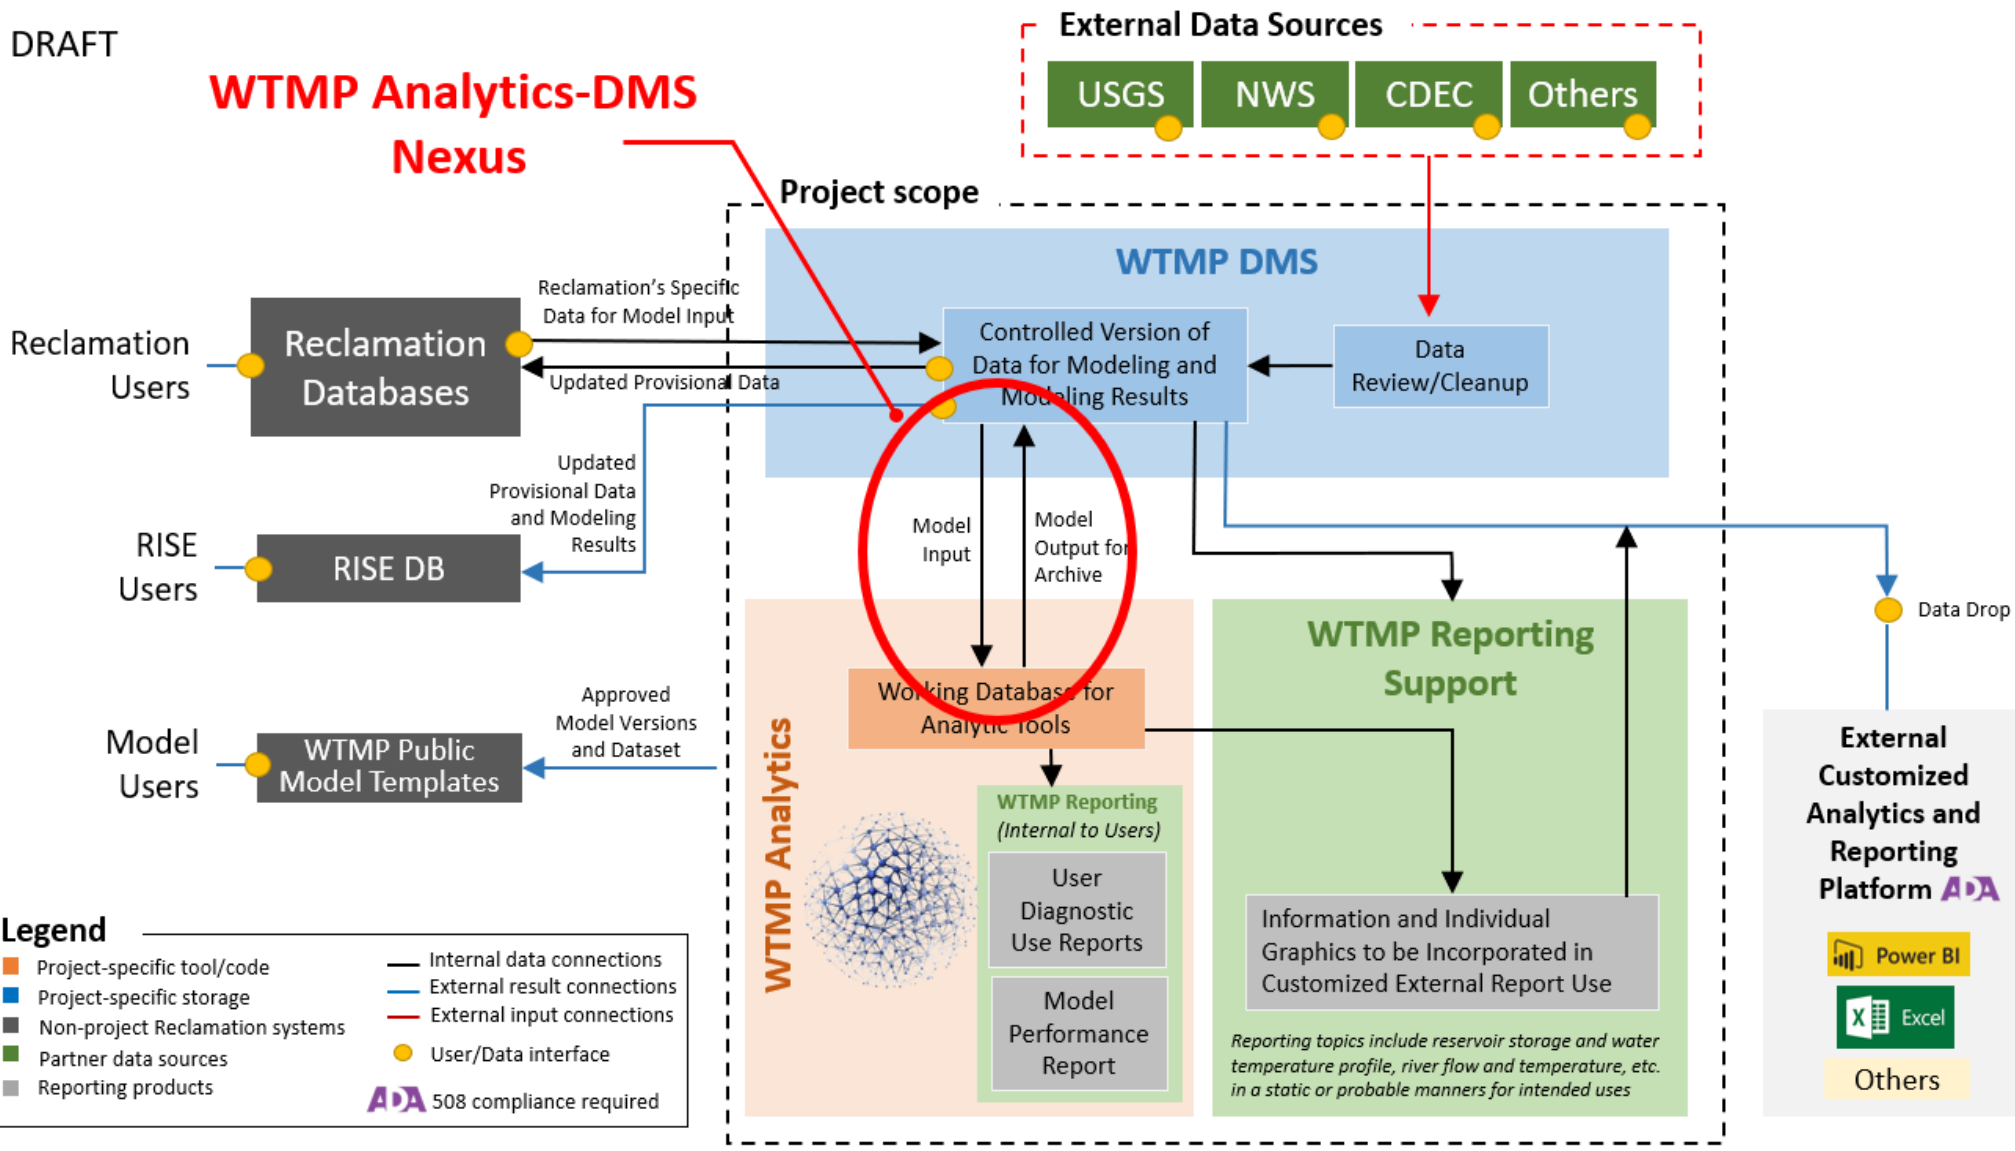 DRAFT
WTMP Analytics-DMS
Nexus
External Data Sources
USGS
NWS
CDEC
Others
Project scope
WTMP DMS
Reclamation's Specific
Data for Model Input
Controlled Version of
Data for Modeling and
Modeling Results
Data
Review/Cleanup
Reclamation
Users
Reclamation
Databases
Updated Provisional Data
Updated
Provisional Data
and Modeling
Results
RISE
Users
RISE DB
Model
Input
Model
Output for
Archive
Data Drop
WTMP Reporting
Support
Working Database for
Analytic Tools
Approved
Model Versions
and Dataset
Model
Users
WTMP Public
Model Templates
WTMP Analytics
WTMP Reporting
(Internal to Users)
User
Diagnostic
Use Reports
Model
Performance
Report
Information and Individual
Graphics to be Incorporated in
Customized External Report Use
Reporting topics include reservoir storage and water
temperature profile, river flow and temperature, etc.
in a static or probable manners for intended uses
External
Customized
Analytics and
Reporting
Platform ADA
Power BI
Excel
Others
Legend
Project-specific tool/code
Project-specific storage
Non-project Reclamation systems
Partner data sources
Reporting products
Internal data connections
External result connections
External input connections
User/Data interface
ADA 508 compliance required